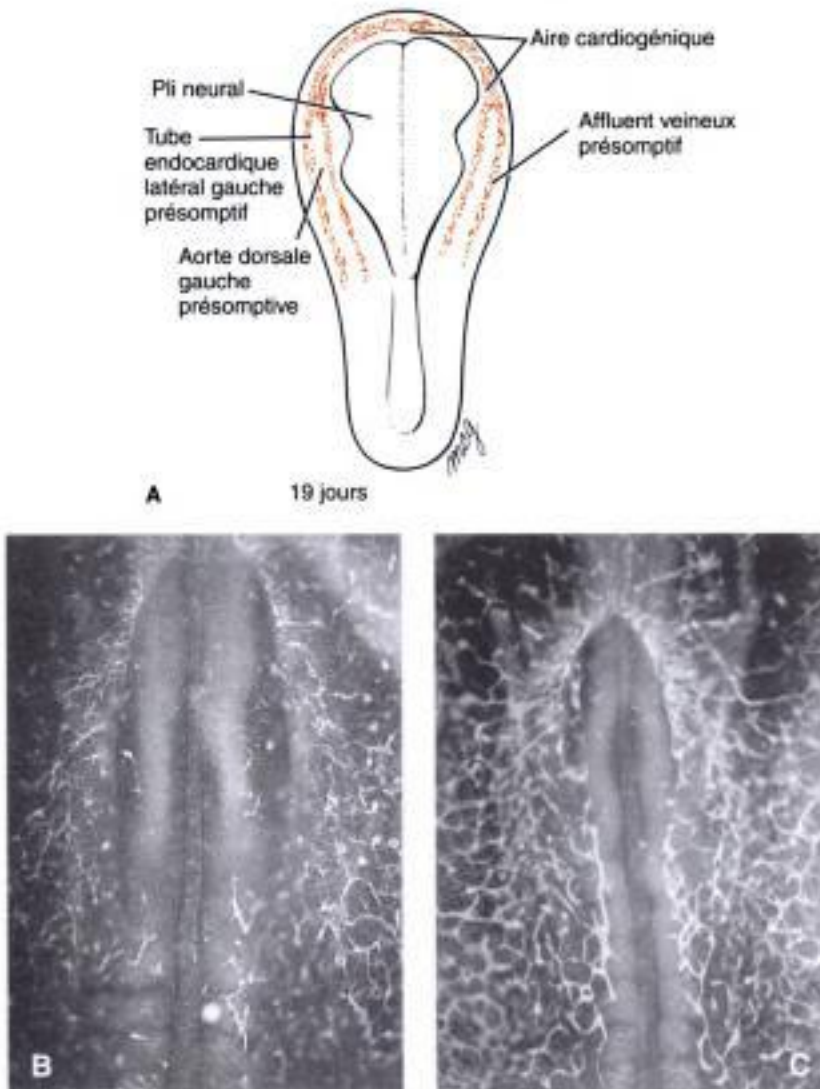 Aire cardiogénique
Pli neural
Tube
endocardique
latéral gauche
présomptif
Affluent veineux
présomptif
Aorte dorsale
gauche
présomptive
A
19 jours
B
C